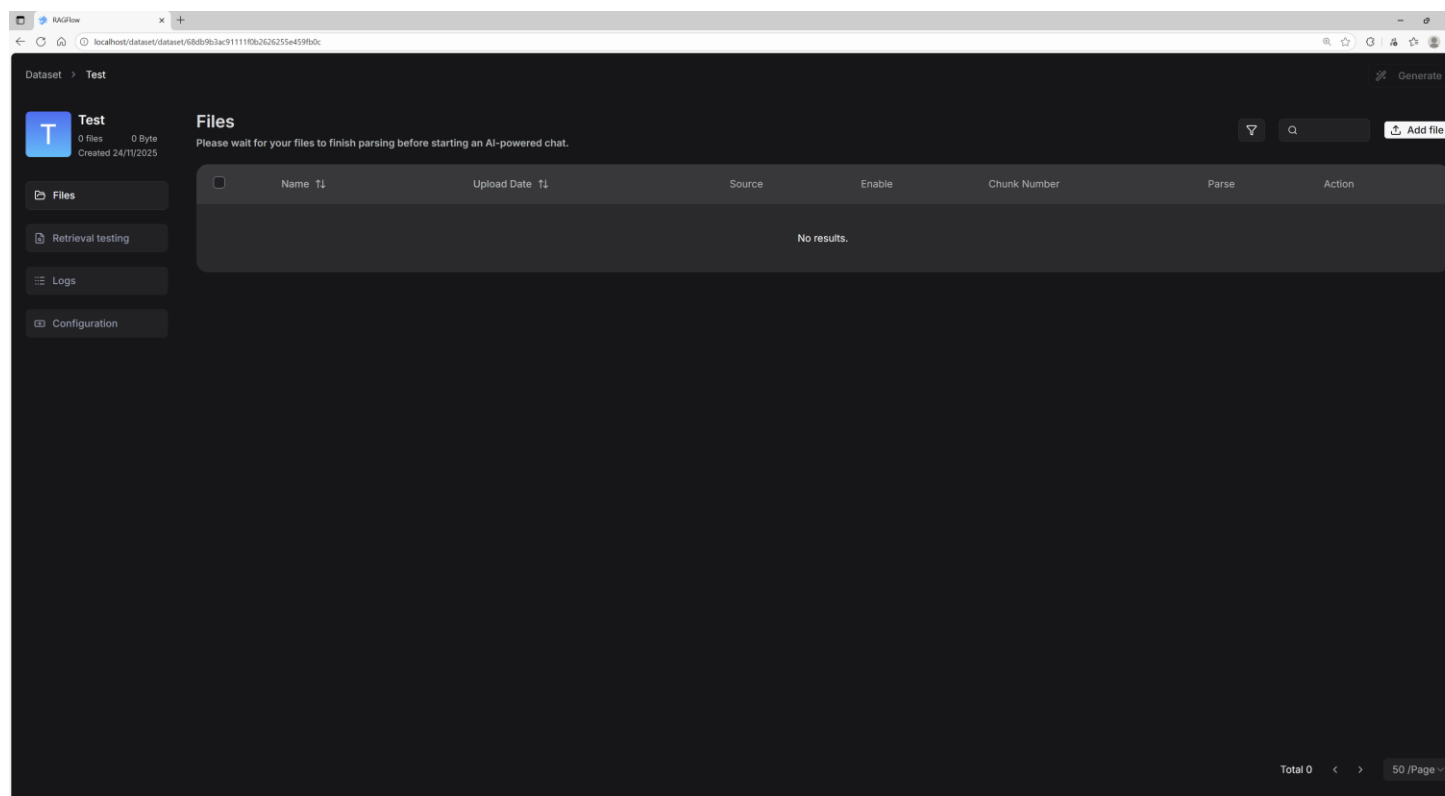 RAGFlow
localhost/dataset/dataset/68db9b3ac91111f0b2626255e459fb0c
Dataset > Test
Generate
T
Test
0 files 0 Byte
Created 24/11/2025
Files
Please wait for your files to finish parsing before starting an AI-powered chat.
Add file
Name Upload Date Source Enable Chunk Number Parse Action
No results.
Files
Retrieval testing
Logs
Configuration
Total 0 < > 50 /Page